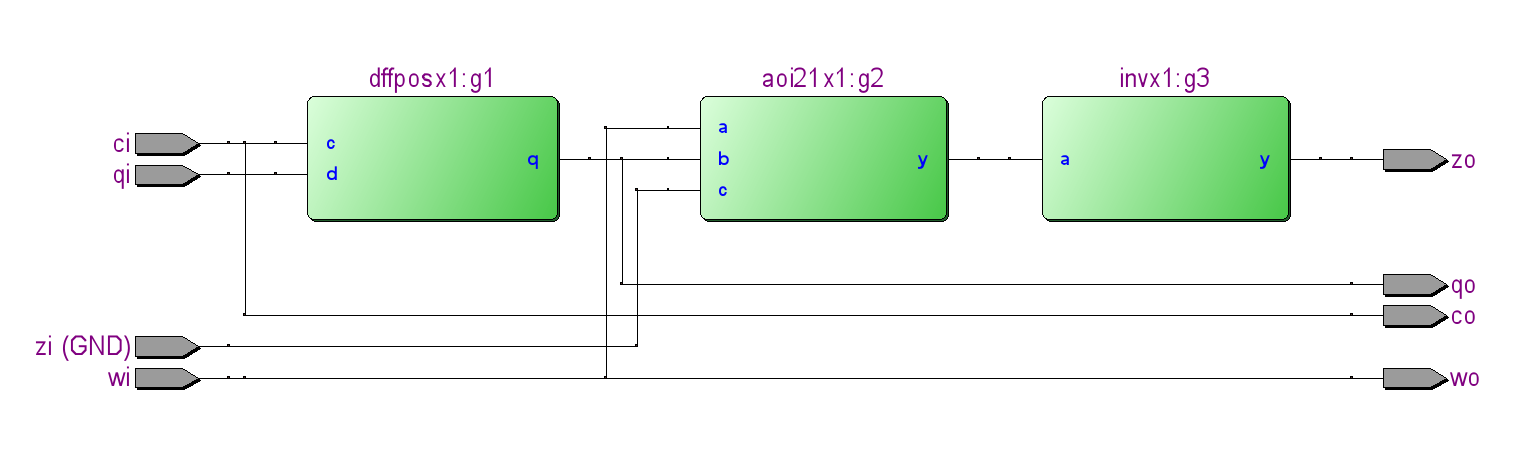 dffposx1:g1
aoi21x1:g2
invx1:g3
ci
qi
c
d
q
a
b
c
y
a
y
zo
qo
co
zi (GND)
wi
wo